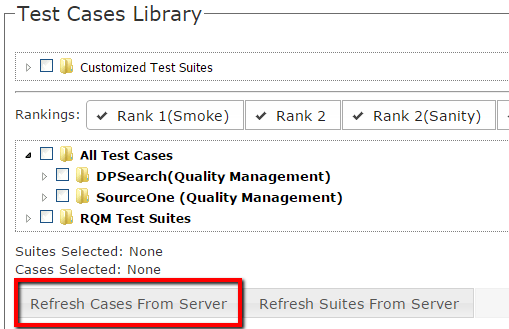 Test Cases Library
Customized Test Suites
Rankings: Rank 1(Smoke) Rank 2 Rank 2(Sanity)
All Test Cases
DPSearch(Quality Management)
SourceOne (Quality Management)
RQM Test Suites
Suites Selected: None
Cases Selected: None
Refresh Cases From Server Refresh Suites From Server